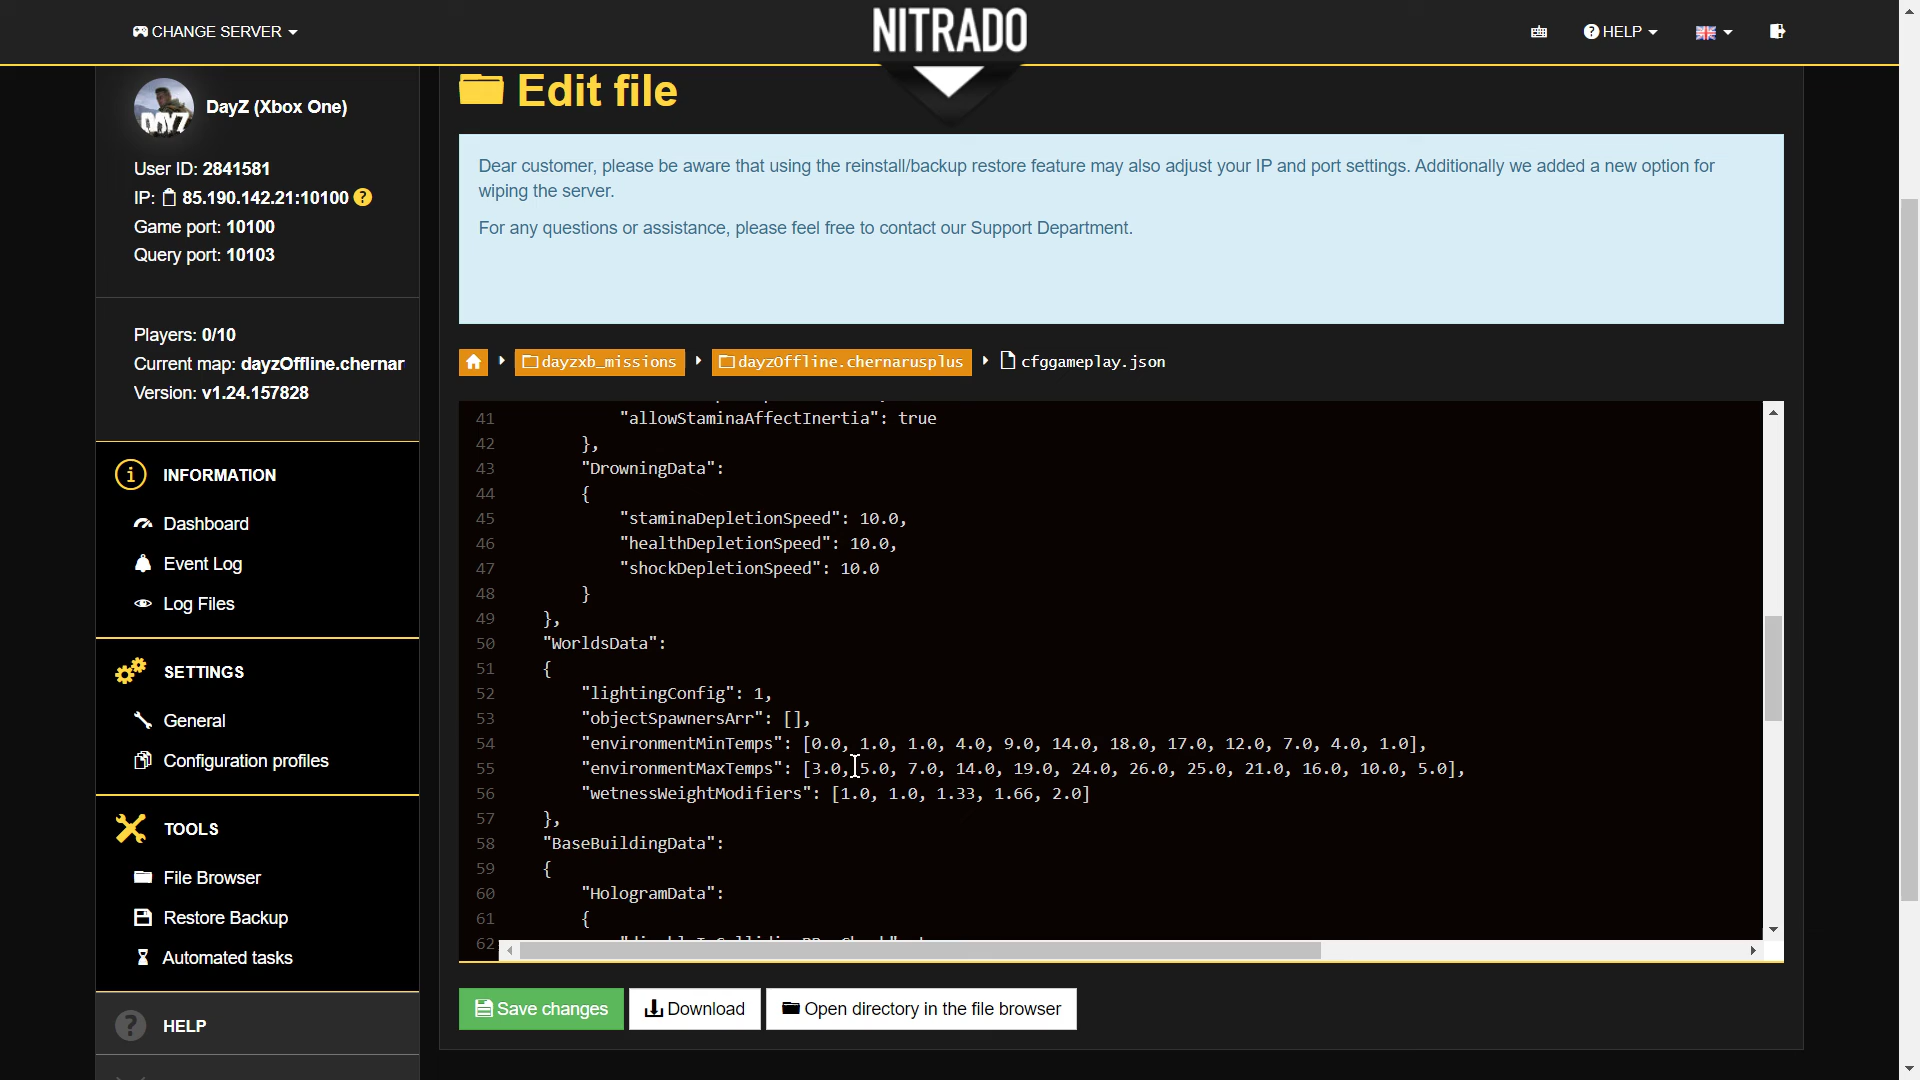 CHANGE SERVER
NITRADO
HELP
DAYZ
DayZ (Xbox One)
User ID: 2841581
IP: 85.190.142.21:10100 ?
Game port: 10100
Query port: 10103
Players: 0/10
Current map: dayzOffline.chernar
Version: v1.24.157828
INFORMATION
Dashboard
Event Log
Log Files
SETTINGS
General
Configuration profiles
TOOLS
File Browser
Restore Backup
Automated tasks
HELP
Edit file
Dear customer, please be aware that using the reinstall/backup restore feature may also adjust your IP and port settings. Additionally we added a new option for
wiping the server.
For any questions or assistance, please feel free to contact our Support Department.
dayzxb_missions dayzOffline.chernarusplus cfggameplay.json
41 "allowStaminaAffectInertia": true
42 },
43 "DrowningData":
44 {
45 "staminaDepletionSpeed": 10.0,
46 "healthDepletionSpeed": 10.0,
47 "shockDepletionSpeed": 10.0
48 }
49 },
50 "WorldsData":
51 {
52 "lightingConfig": 1,
53 "objectSpawnersArr": [],
54 "environmentMinTemps": [0.0, 1.0, 1.0, 4.0, 9.0, 14.0, 18.0, 17.0, 12.0, 7.0, 4.0, 1.0],
55 "environmentMaxTemps": [3.0, 5.0, 7.0, 14.0, 19.0, 24.0, 26.0, 25.0, 21.0, 16.0, 10.0, 5.0],
56 "wetnessWeightModifiers": [1.0, 1.0, 1.33, 1.66, 2.0]
57 },
58 "BaseBuildingData":
59 {
60 "HologramData":
61 {
62
Save changes Download Open directory in the file browser